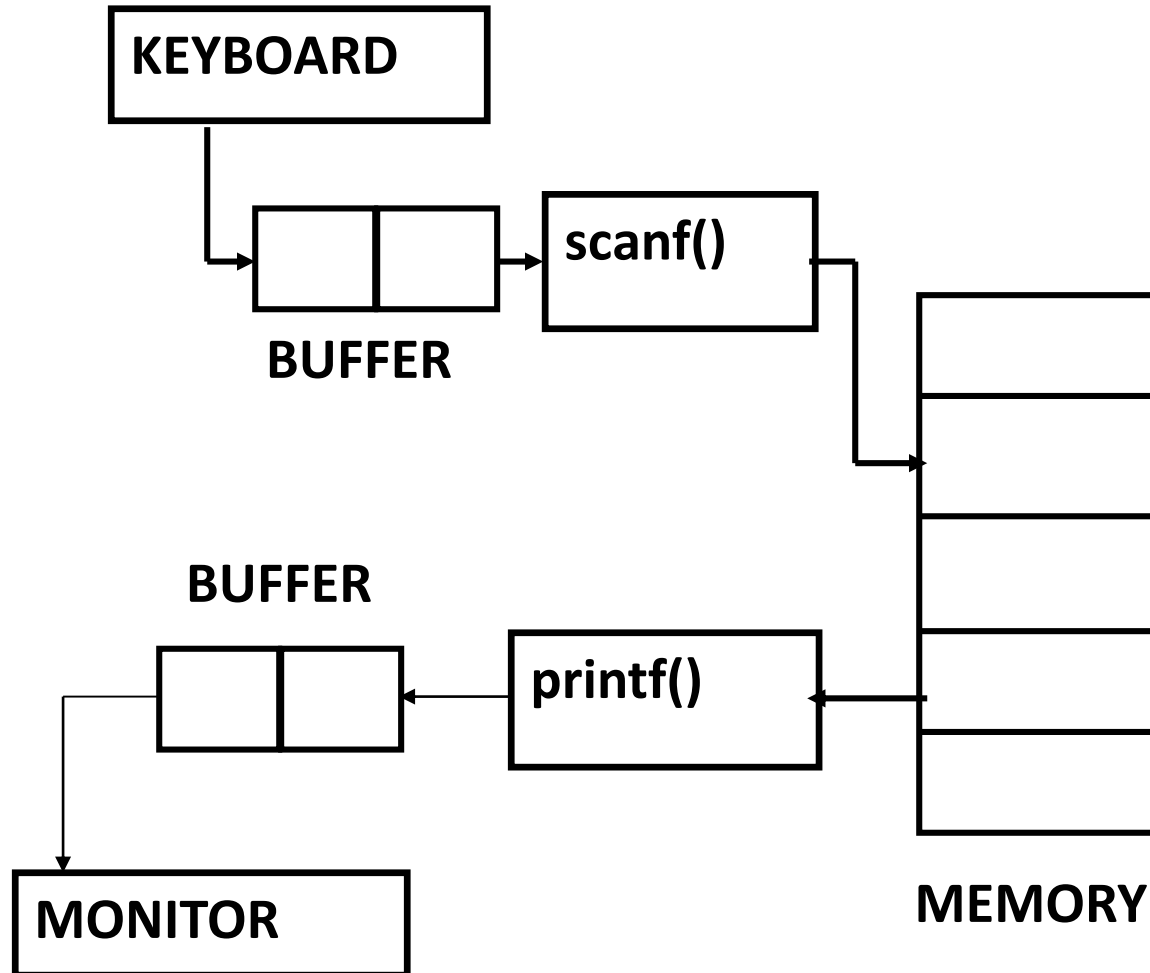 KEYBOARD
scanf()
BUFFER
BUFFER
printf()
MONITOR
MEMORY